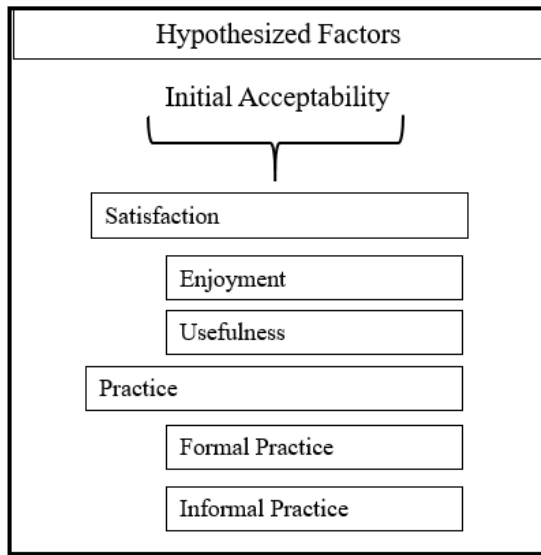 Hypothesized Factors
Initial Acceptability
Satisfaction
Enjoyment
Usefulness
Practice
Formal Practice
Informal Practice